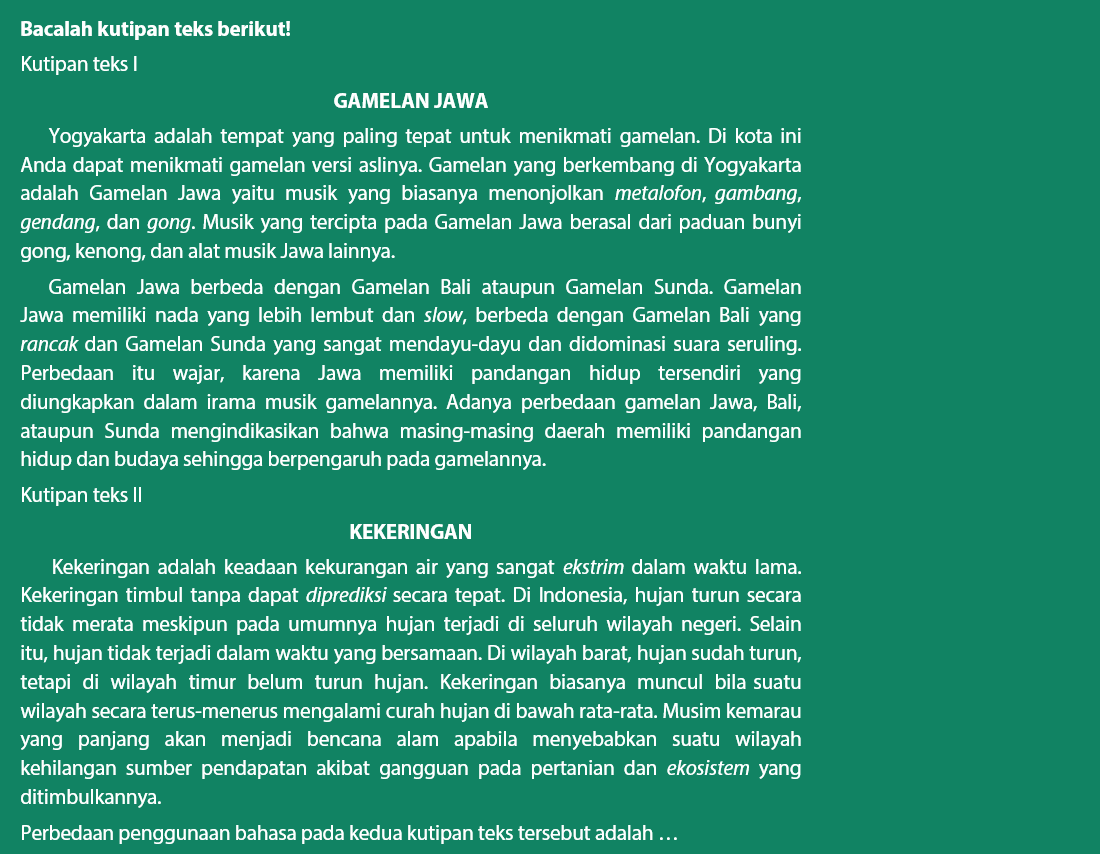 Bacalah kutipan teks berikut!
Kutipan teks I
GAMELAN JAWA
Yogyakarta adalah tempat yang paling tepat untuk menikmati gamelan. Di kota ini
Anda dapat menikmati gamelan versi aslinya. Gamelan yang berkembang di Yogyakarta
adalah Gamelan Jawa yaitu musik yang biasanya menonjolkan metalofon, gambang,
gendang, dan gong. Musik yang tercipta pada Gamelan Jawa berasal dari paduan bunyi
gong, kenong, dan alat musik Jawa lainnya.
Gamelan Jawa berbeda dengan Gamelan Bali ataupun Gamelan Sunda. Gamelan
Jawa memiliki nada yang lebih lembut dan slow, berbeda dengan Gamelan Bali yang
rancak dan Gamelan Sunda yang sangat mendayu-dayu dan didominasi suara seruling.
Perbedaan itu wajar, karena Jawa memiliki pandangan hidup tersendiri yang
diungkapkan dalam irama musik gamelannya. Adanya perbedaan gamelan Jawa, Bali,
ataupun Sunda mengindikasikan bahwa masing-masing daerah memiliki pandangan
hidup dan budaya sehingga berpengaruh pada gamelannya.
Kutipan teks II
KEKERINGAN
Kekeringan adalah keadaan kekurangan air yang sangat ekstrim dalam waktu lama.
Kekeringan timbul tanpa dapat diprediksi secara tepat. Di Indonesia, hujan turun secara
tidak merata meskipun pada umumnya hujan terjadi di seluruh wilayah negeri. Selain
itu, hujan tidak terjadi dalam waktu yang bersamaan. Di wilayah barat, hujan sudah turun,
tetapi di wilayah timur belum turun hujan. Kekeringan biasanya muncul bila suatu
wilayah secara terus-menerus mengalami curah hujan di bawah rata-rata. Musim kemarau
yang panjang akan menjadi bencana alam apabila menyebabkan suatu wilayah
kehilangan sumber pendapatan akibat gangguan pada pertanian dan ekosistem yang
ditimbulkannya.
Perbedaan penggunaan bahasa pada kedua kutipan teks tersebut adalah …